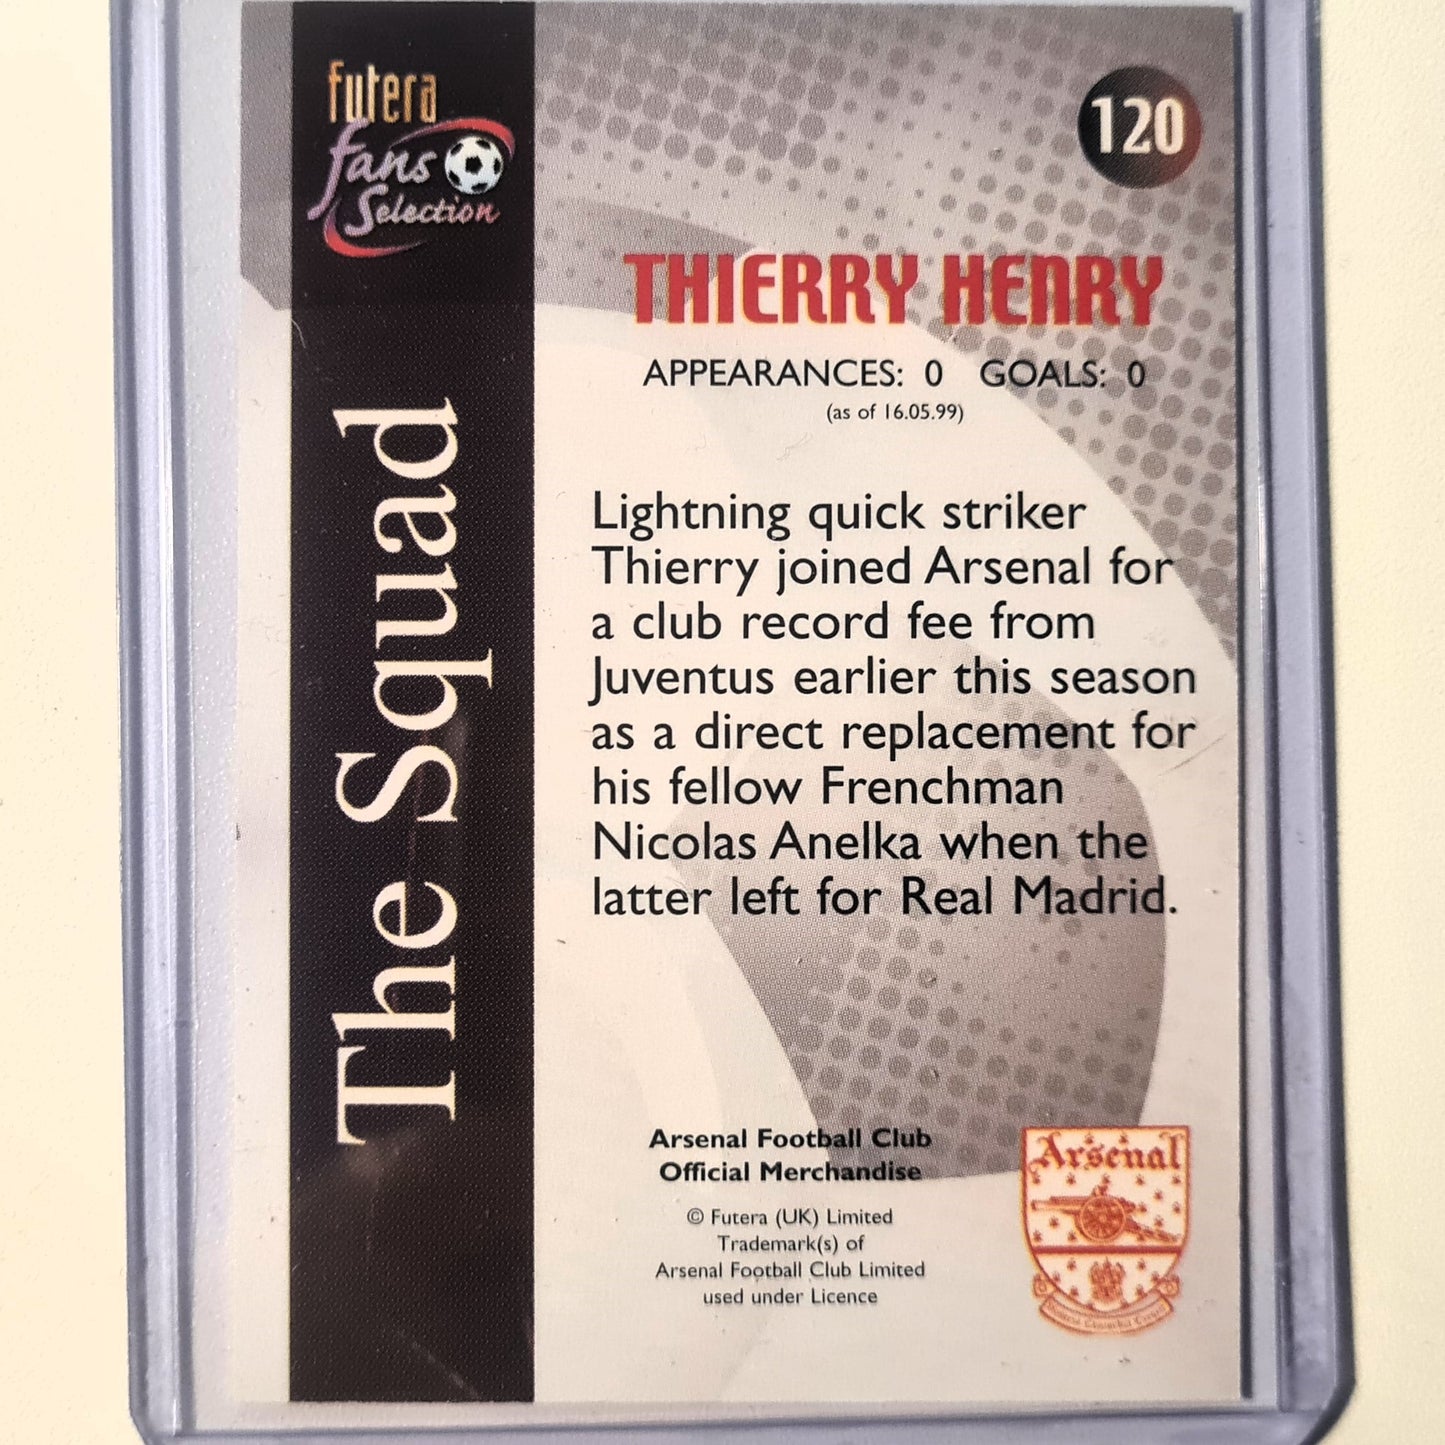 futera
fans
Selection
120
The Squad
THIERRY HENRY
APPEARANCES: 0 GOALS: 0
(as of 16.05.99)
Lightning quick striker
Thierry joined Arsenal for
a club record fee from
Juventus earlier this season
as a direct replacement for
his fellow Frenchman
Nicolas Anelka when the
latter left for Real Madrid.
Arsenal Football Club
Official Merchandise
© Futera (UK) Limited
Trademark(s) of
Arsenal Football Club Limited
used under Licence
Arsenal